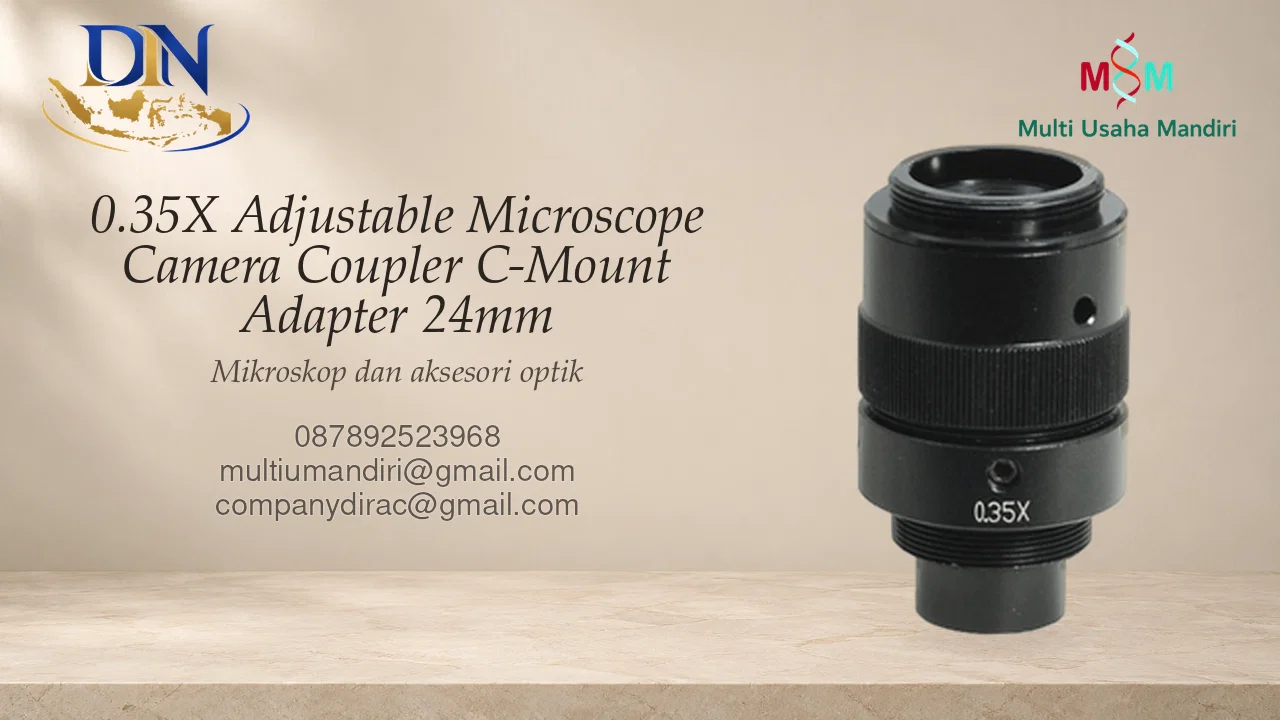 DN
M M
Multi Usaha Mandiri
0.35X Adjustable Microscope
Camera Coupler C-Mount
Adapter 24mm
Mikroskop dan aksesori optik
087892523968
multiumandiri@gmail.com
companydirac@gmail.com
0.35X